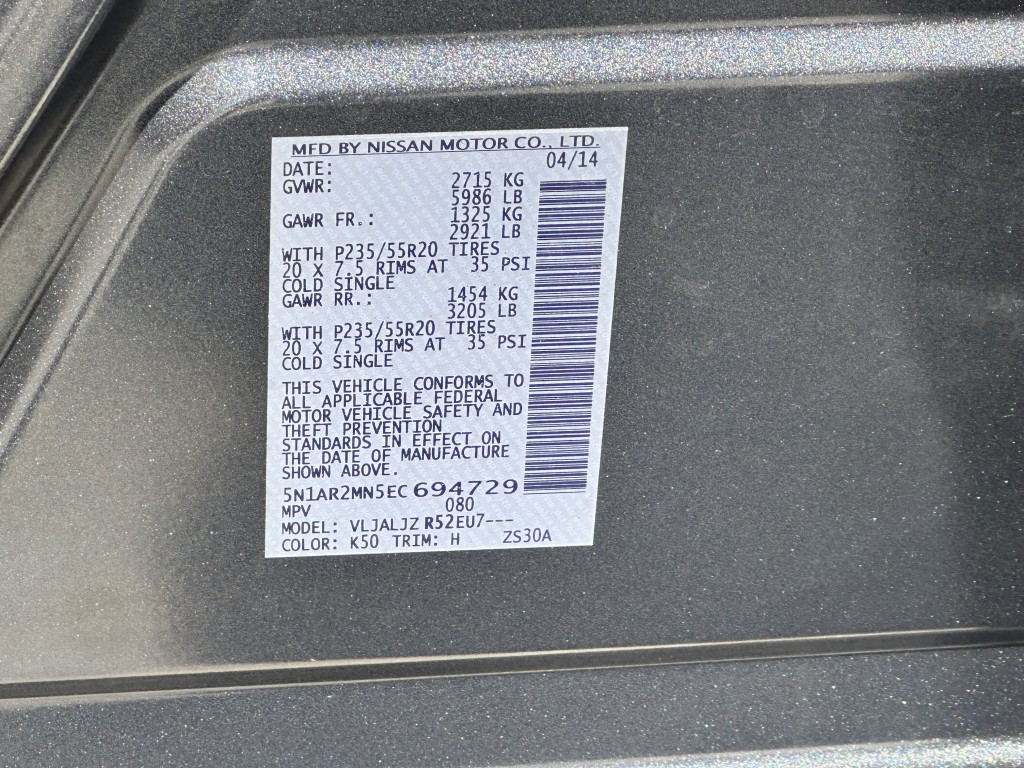 MFD BY NISSAN MOTOR CO., LTD.
DATE: 04/14
GVWR: 2715 KG
5986 LB
GAWR FR.: 1325 KG
2921 LB
WITH P235/55R20 TIRES
20 X 7.5 RIMS AT 35 PSI
COLD SINGLE
GAWR RR.: 1454 KG
3205 LB
WITH P235/55R20 TIRES
20 X 7.5 RIMS AT 35 PSI
COLD SINGLE
THIS VEHICLE CONFORMS TO
ALL APPLICABLE FEDERAL
MOTOR VEHICLE SAFETY AND
THEFT PREVENTION
STANDARDS IN EFFECT ON
THE DATE OF MANUFACTURE
SHOWN ABOVE.
5N1AR2MN5EC 694729
MPV 080
MODEL: VLJALJZ R52EU7---
COLOR: K50 TRIM: H ZS30A